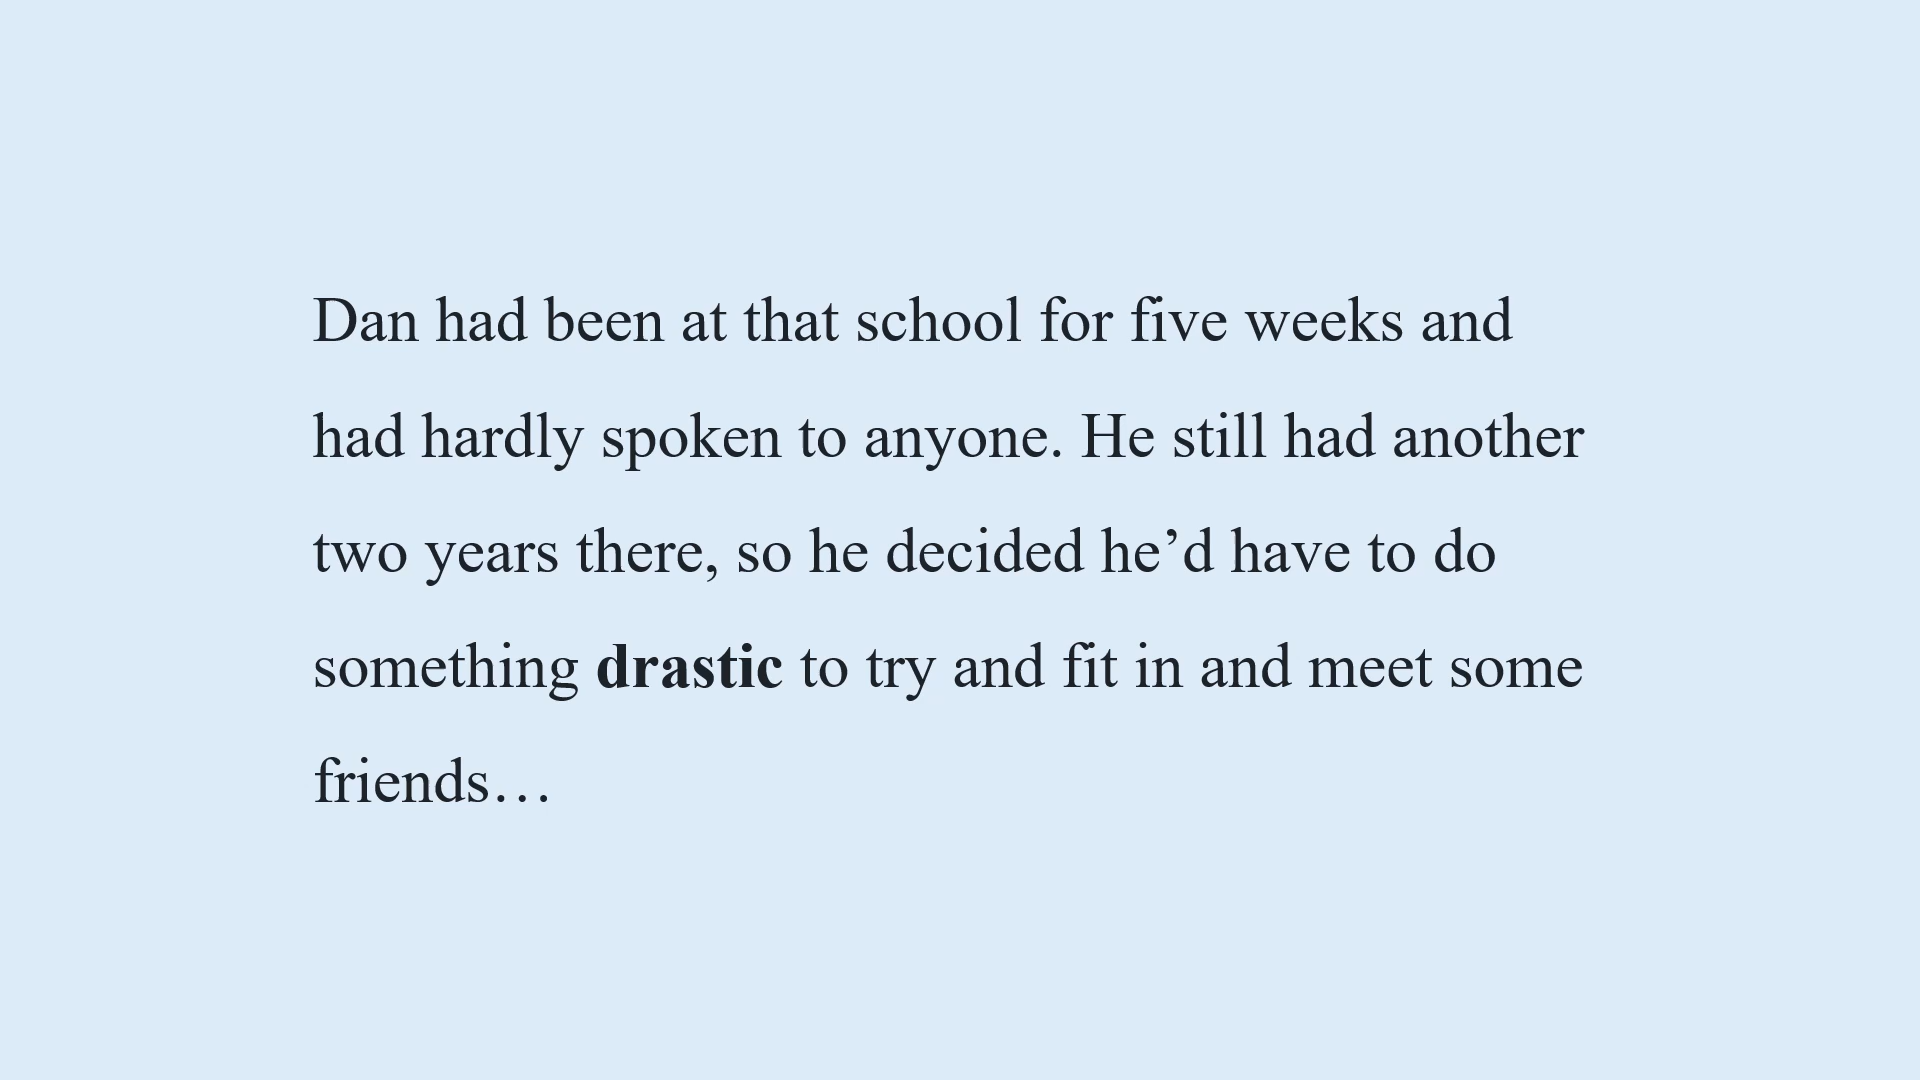 Dan had been at that school for five weeks and
had hardly spoken to anyone. He still had another
two years there, so he decided he’d have to do
something drastic to try and fit in and meet some
friends…